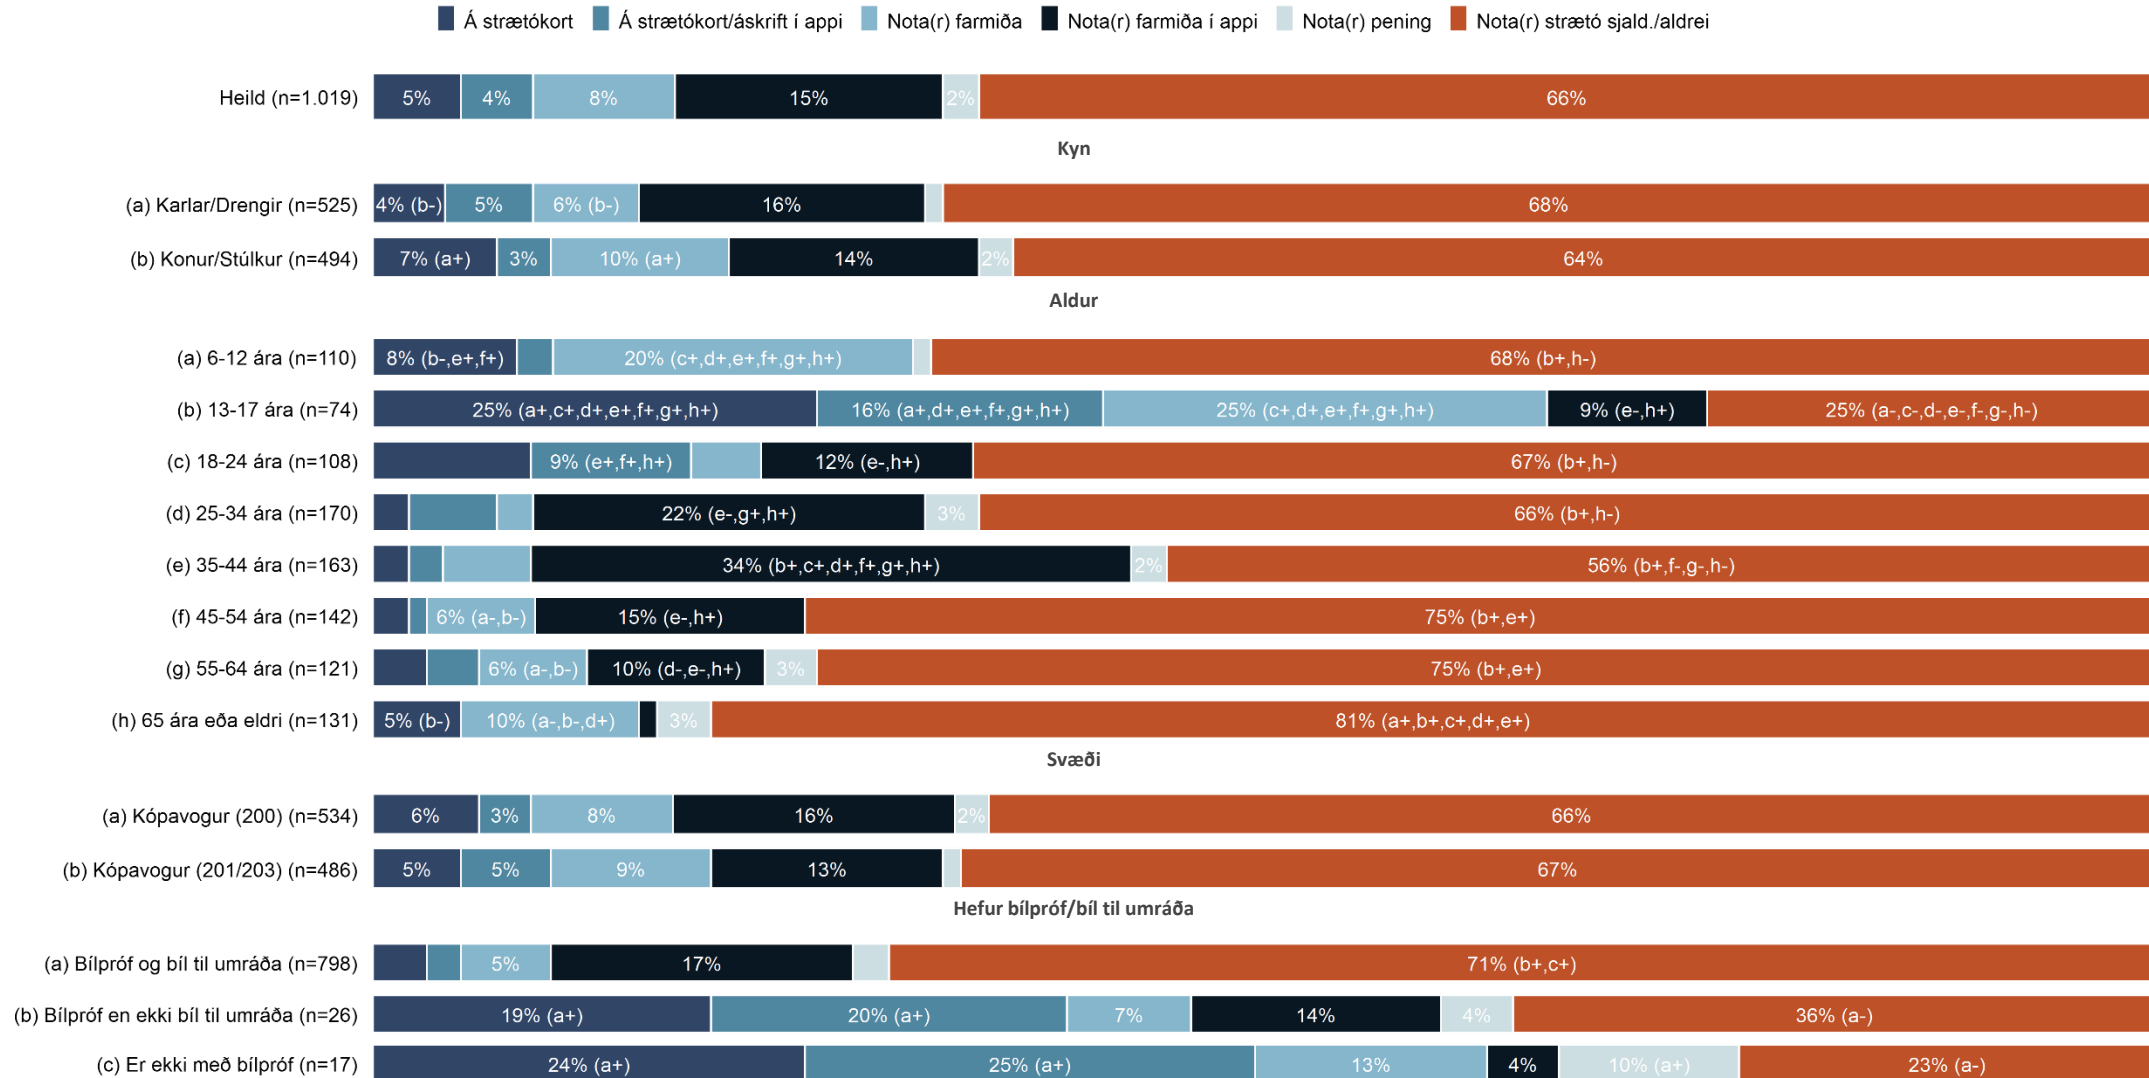 Á strætókort Á strætókort/áskrift í appi Nota(r) farmiða Nota(r) farmiða í appi Nota(r) pening Nota(r) strætó sjald./aldrei
Heild (n=1.019) 5% 4% 8% 15% 2% 66%
Kyn
(a) Karlar/Drengir (n=525) 4% (b-) 5% 6% (b-) 16% 68%
(b) Konur/Stúlkur (n=494) 7% (a+) 3% 10% (a+) 14% 2% 64%
Aldur
(a) 6-12 ára (n=110) 8% (b-,e+,f+) 20% (c+,d+,e+,f+,g+,h+) 68% (b+,h-)
(b) 13-17 ára (n=74) 25% (a+,c+,d+,e+,f+,g+,h+) 16% (a+,d+,e+,f+,g+,h+) 25% (c+,d+,e+,f+,g+,h+) 9% (e-,h+) 25% (a-,c-,d-,e-,f-,g-,h-)
(c) 18-24 ára (n=108) 9% (e+,f+,h+) 12% (e-,h+) 67% (b+,h-)
(d) 25-34 ára (n=170) 22% (e-,g+,h+) 3% 66% (b+,h-)
(e) 35-44 ára (n=163) 34% (b+,c+,d+,f+,g+,h+) 2% 56% (b+,f-,g-,h-)
(f) 45-54 ára (n=142) 6% (a-,b-) 15% (e-,h+) 75% (b+,e+)
(g) 55-64 ára (n=121) 6% (a-,b-) 10% (d-,e-,h+) 3% 75% (b+,e+)
(h) 65 ára eða eldri (n=131) 5% (b-) 10% (a-,b-,d+) 3% 81% (a+,b+,c+,d+,e+)
Svæði
(a) Kópavogur (200) (n=534) 6% 3% 8% 16% 2% 66%
(b) Kópavogur (201/203) (n=486) 5% 5% 9% 13% 67%
Hefur bílpróf/bíl til umráða
(a) Bílpróf og bíl til umráða (n=798) 5% 17% 71% (b+,c+)
(b) Bílpróf en ekki bíl til umráða (n=26) 19% (a+) 20% (a+) 7% 14% 4% 36% (a-)
(c) Er ekki með bílpróf (n=17) 24% (a+) 25% (a+) 13% 4% 10% (a+) 23% (a-)